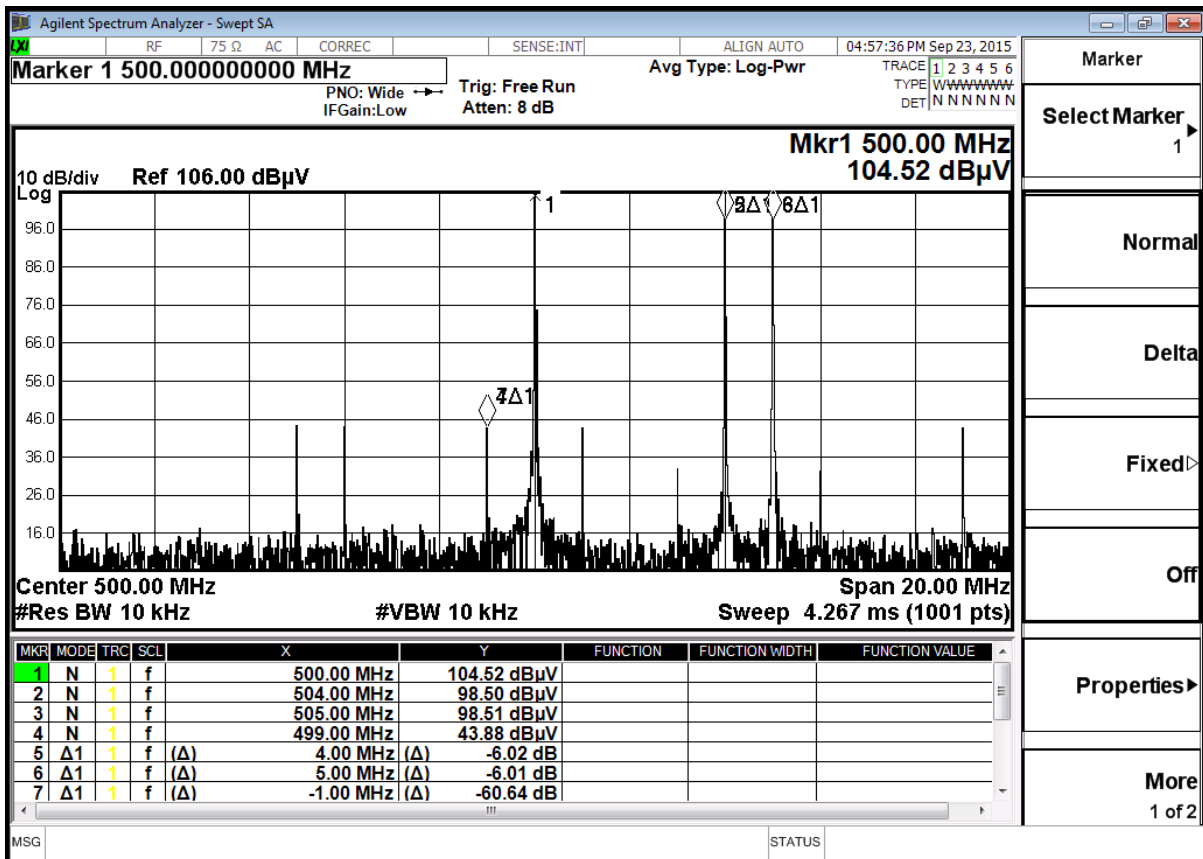 Agilent Spectrum Analyzer - Swept SA
LXI RF 75 Ω AC CORREC SENSE:INT ALIGN AUTO 04:57:36 PM Sep 23, 2015
Marker 1 500.000000000 MHz
PNO: Wide
IFGain:Low
Trig: Free Run
Atten: 8 dB
Avg Type: Log-Pwr
TRACE 1 2 3 4 5 6
TYPE WWWWWW
DET N N N N N N
Mkr1 500.00 MHz
104.52 dBµV
10 dB/div Ref 106.00 dBµV
Log
1
Δ1 6Δ1
96.0
86.0
76.0
66.0
56.0
Δ1
46.0
36.0
26.0
16.0
Center 500.00 MHz Span 20.00 MHz
#Res BW 10 kHz #VBW 10 kHz Sweep 4.267 ms (1001 pts)
MKR MODE TRC SCL X Y FUNCTION FUNCTION WIDTH FUNCTION VALUE
1 N 1 f 500.00 MHz 104.52 dBµV
2 N 1 f 504.00 MHz 98.50 dBµV
3 N 1 f 505.00 MHz 98.51 dBµV
4 N 1 f 499.00 MHz 43.88 dBµV
5 Δ1 1 f (Δ) 4.00 MHz (Δ) -6.02 dB
6 Δ1 1 f (Δ) 5.00 MHz (Δ) -6.01 dB
7 Δ1 1 f (Δ) -1.00 MHz (Δ) -60.64 dB
MSG STATUS
Marker
Select Marker
1
Normal
Delta
Fixed
Off
Properties
More
1 of 2